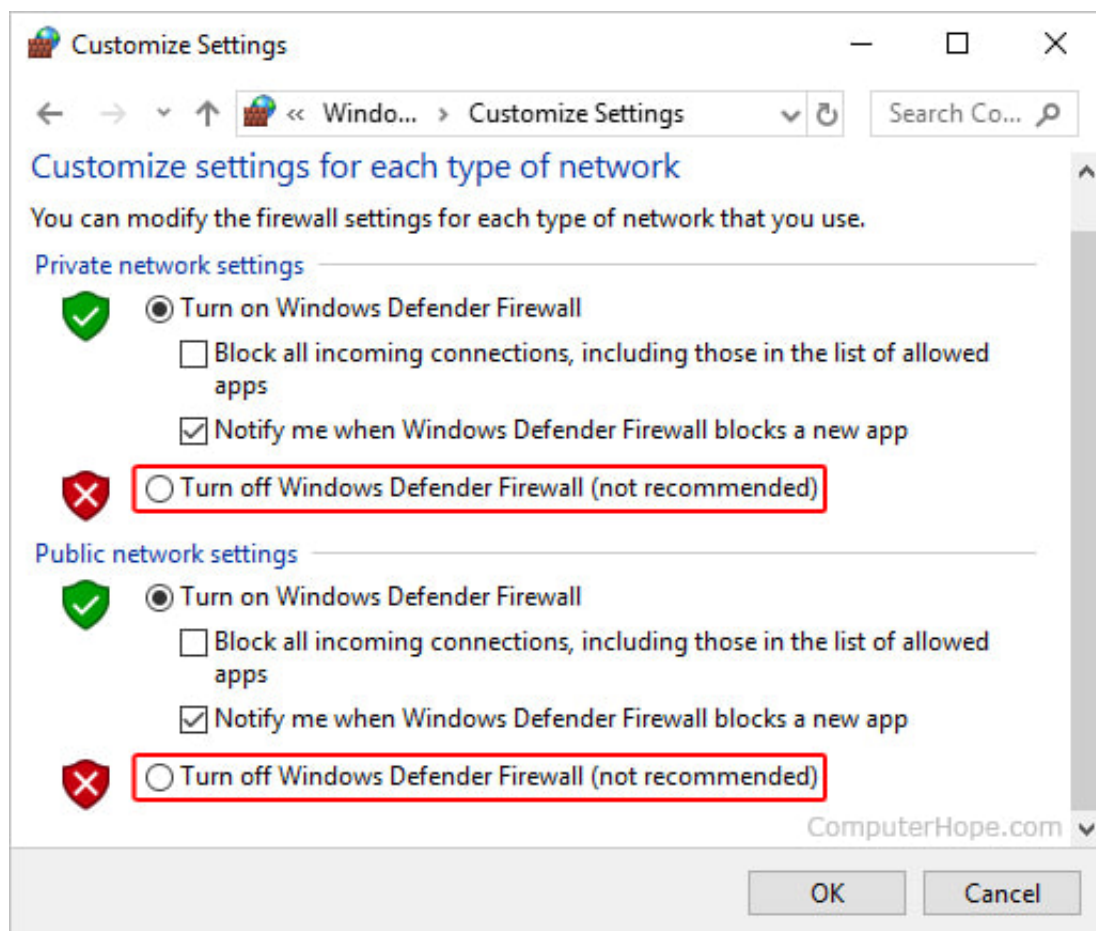 Customize Settings
« Windo... › Customize Settings
Search Co...
Customize settings for each type of network
You can modify the firewall settings for each type of network that you use.
Private network settings
Turn on Windows Defender Firewall
Block all incoming connections, including those in the list of allowed
apps
Notify me when Windows Defender Firewall blocks a new app
Turn off Windows Defender Firewall (not recommended)
Public network settings
Turn on Windows Defender Firewall
Block all incoming connections, including those in the list of allowed
apps
Notify me when Windows Defender Firewall blocks a new app
Turn off Windows Defender Firewall (not recommended)
ComputerHope.com
OK Cancel